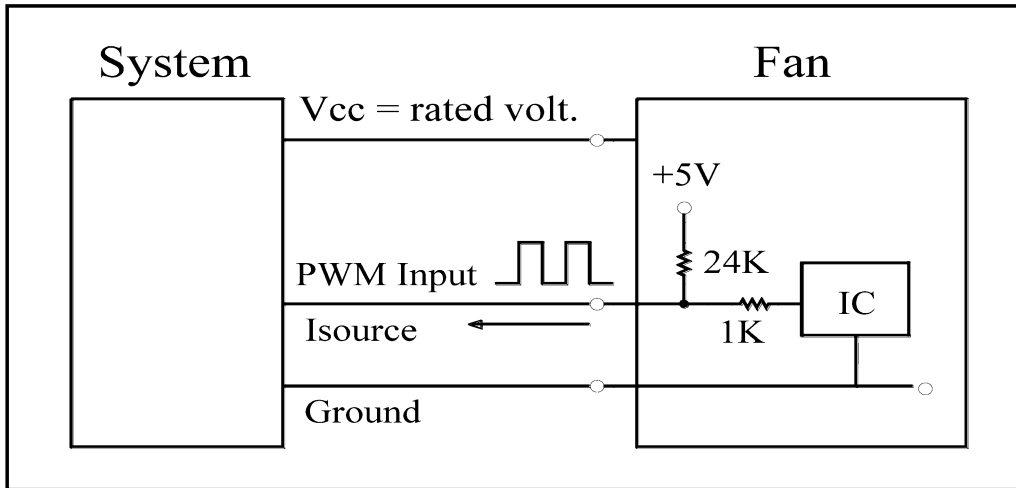 System
Fan
Vcc = rated volt.
+5V
24K
PWM Input
IC
Isource
1K
Ground